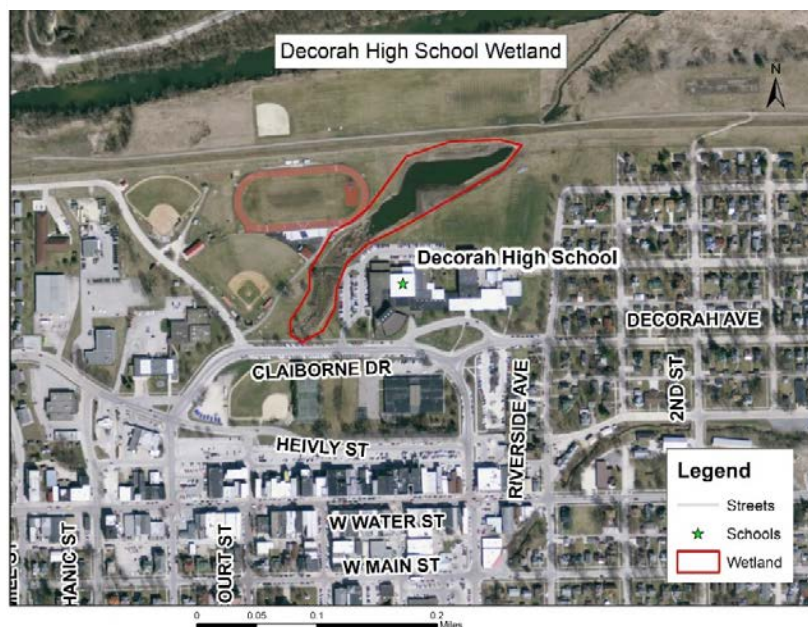 Decorah High School Wetland
N
Decorah High School
DECORAH AVE
CLAIBORNE DR
2ND ST
RIVERSIDE AVE
HEIVLY ST
Legend
Streets
Schools
Wetland
W WATER ST
W MAIN ST
HANIC ST
OURT ST
0 0.05 0.1 0.2
Miles